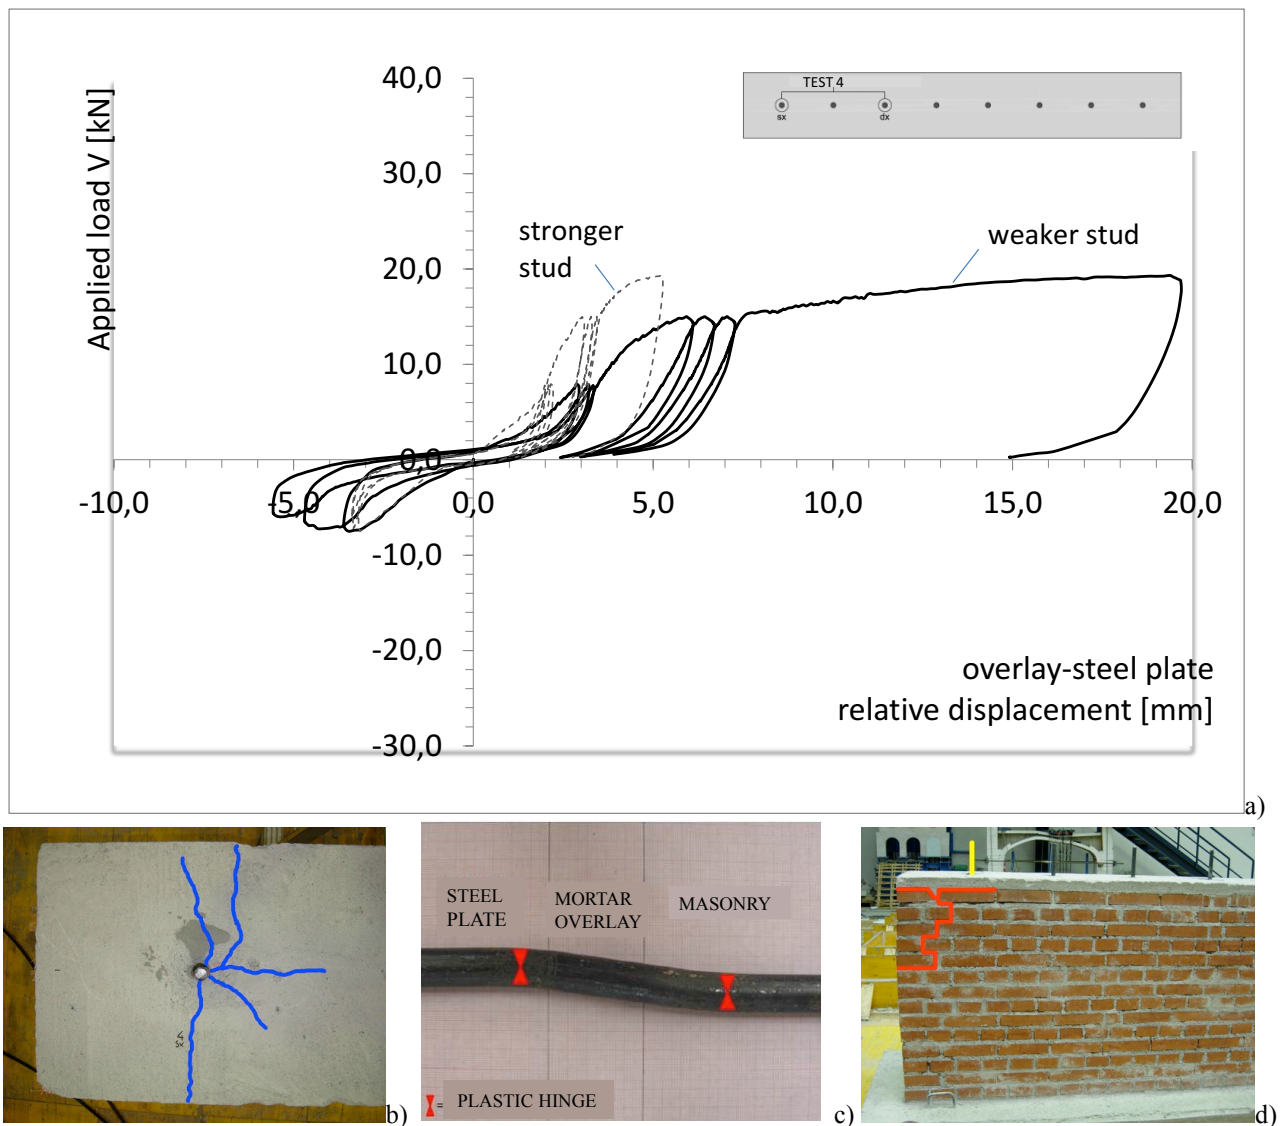 Applied load V [kN]
40,0
30,0
20,0
10,0
0,0
-10,0
-20,0
-30,0
-10,0
-5,0
0,0
5,0
10,0
15,0
20,0
TEST 4
sx
dx
stronger
stud
weaker stud
overlay-steel plate
relative displacement [mm]
a)
4
sx
b)
STEEL
PLATE
MORTAR
OVERLAY
MASONRY
= PLASTIC HINGE
c)
d)